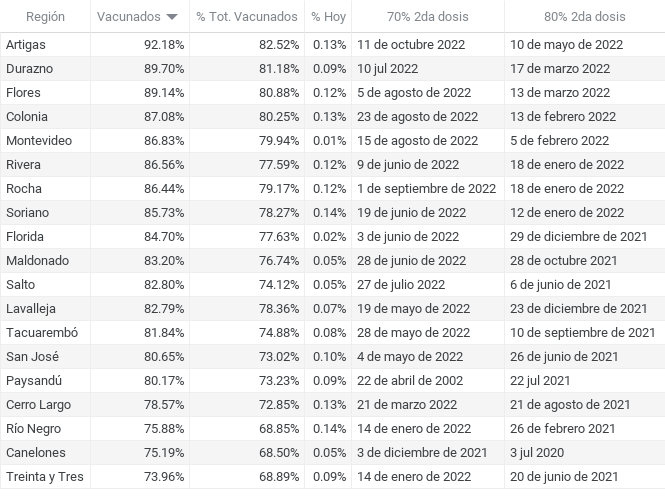 Región Vacunados % Tot. Vacunados % Hoy 70% 2da dosis 80% 2da dosis
Artigas 92.18% 82.52% 0.13% 11 de octubre 2022 10 de mayo de 2022
Durazno 89.70% 81.18% 0.09% 10 jul 2022 17 de marzo 2022
Flores 89.14% 80.88% 0.12% 5 de agosto de 2022 13 de marzo de 2022
Colonia 87.08% 80.25% 0.13% 23 de agosto de 2022 13 de febrero de 2022
Montevideo 86.83% 79.94% 0.01% 15 de agosto de 2022 5 de febrero de 2022
Rivera 86.56% 77.59% 0.12% 9 de junio de 2022 18 de enero de 2022
Rocha 86.44% 79.17% 0.12% 1 de septiembre de 2022 18 de enero de 2022
Soriano 85.73% 78.27% 0.14% 19 de junio de 2022 12 de enero de 2022
Florida 84.70% 77.63% 0.02% 3 de junio de 2022 29 de diciembre de 2021
Maldonado 83.20% 76.74% 0.05% 28 de junio de 2022 28 de octubre de 2021
Salto 82.80% 74.12% 0.05% 27 de julio 2022 6 de junio de 2021
Lavalleja 82.79% 78.36% 0.07% 19 de mayo de 2022 23 de diciembre de 2021
Tacuarembó 81.84% 74.88% 0.08% 28 de mayo de 2022 10 de septiembre de 2021
San José 80.65% 73.02% 0.10% 4 de mayo de 2022 26 de junio de 2021
Paysandú 80.17% 73.23% 0.09% 22 de abril de 2002 22 jul 2021
Cerro Largo 78.57% 72.85% 0.13% 21 de marzo de 2022 21 de agosto de 2021
Río Negro 75.88% 68.85% 0.14% 14 de enero de 2022 26 de febrero de 2021
Canelones 75.19% 68.50% 0.05% 3 de diciembre de 2021 3 jul 2020
Treinta y Tres 73.96% 68.89% 0.09% 14 de enero de 2022 20 de junio de 2021